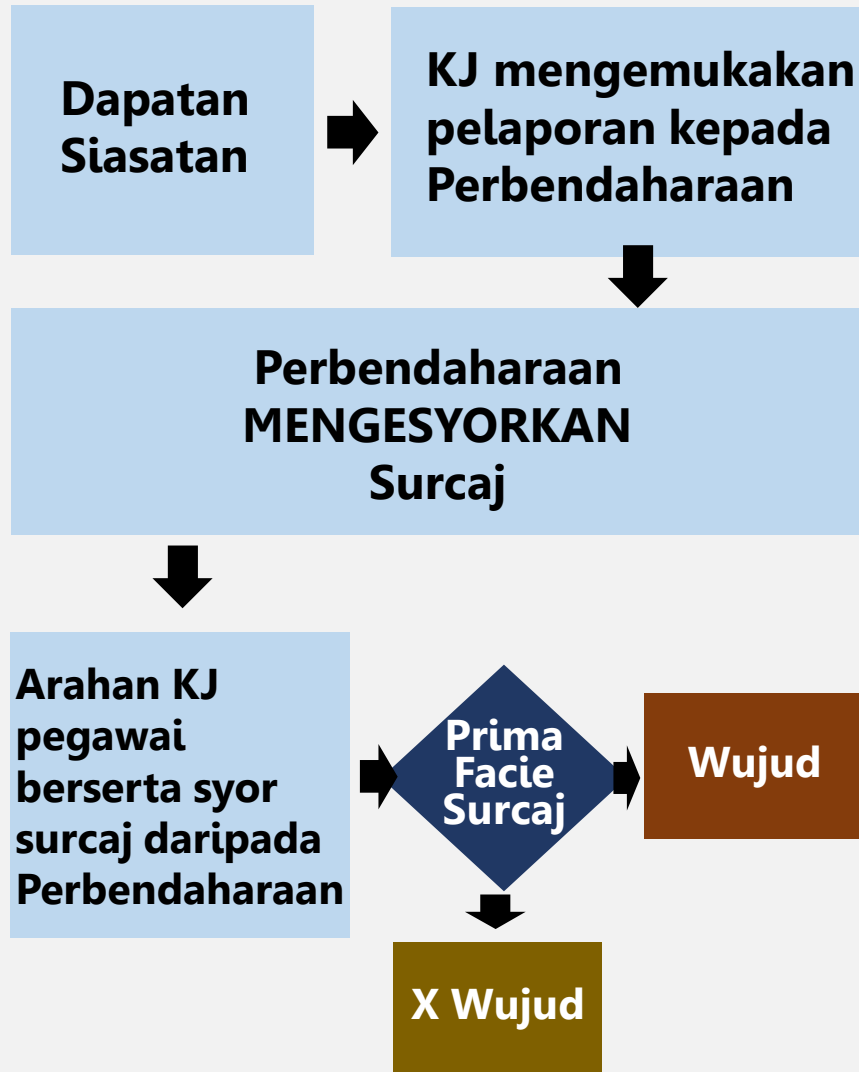 Dapatan
Siasatan
KJ mengemukakan
pelaporan kepada
Perbendaharaan
Perbendaharaan
MENGESYORKAN
Surcaj
Arahan KJ
pegawai
berserta syor
surcaj daripada
Perbendaharaan
Prima
Facie
Surcaj
Wujud
X Wujud